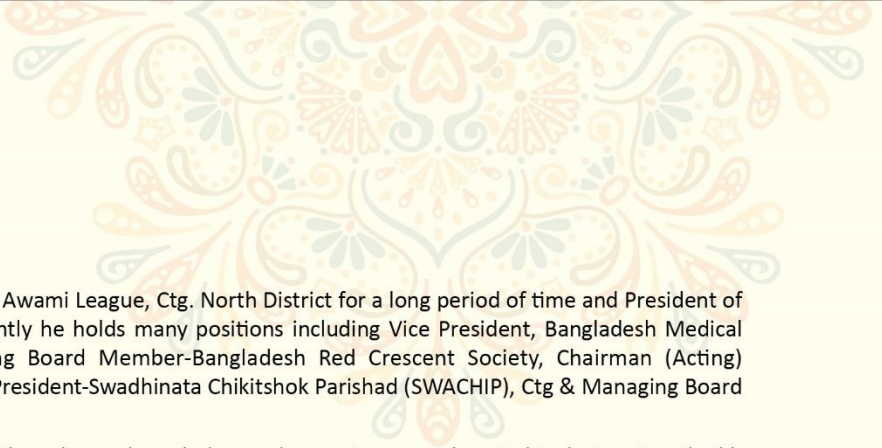 Awami League, Ctg. North District for a long period of time and President of
he holds many positions including Vice President, Bangladesh Medical
Board Member-Bangladesh Red Crescent Society, Chairman (Acting)
President-Swadhinata Chikitshok Parishad (SWACHIP), Ctg & Managing Board